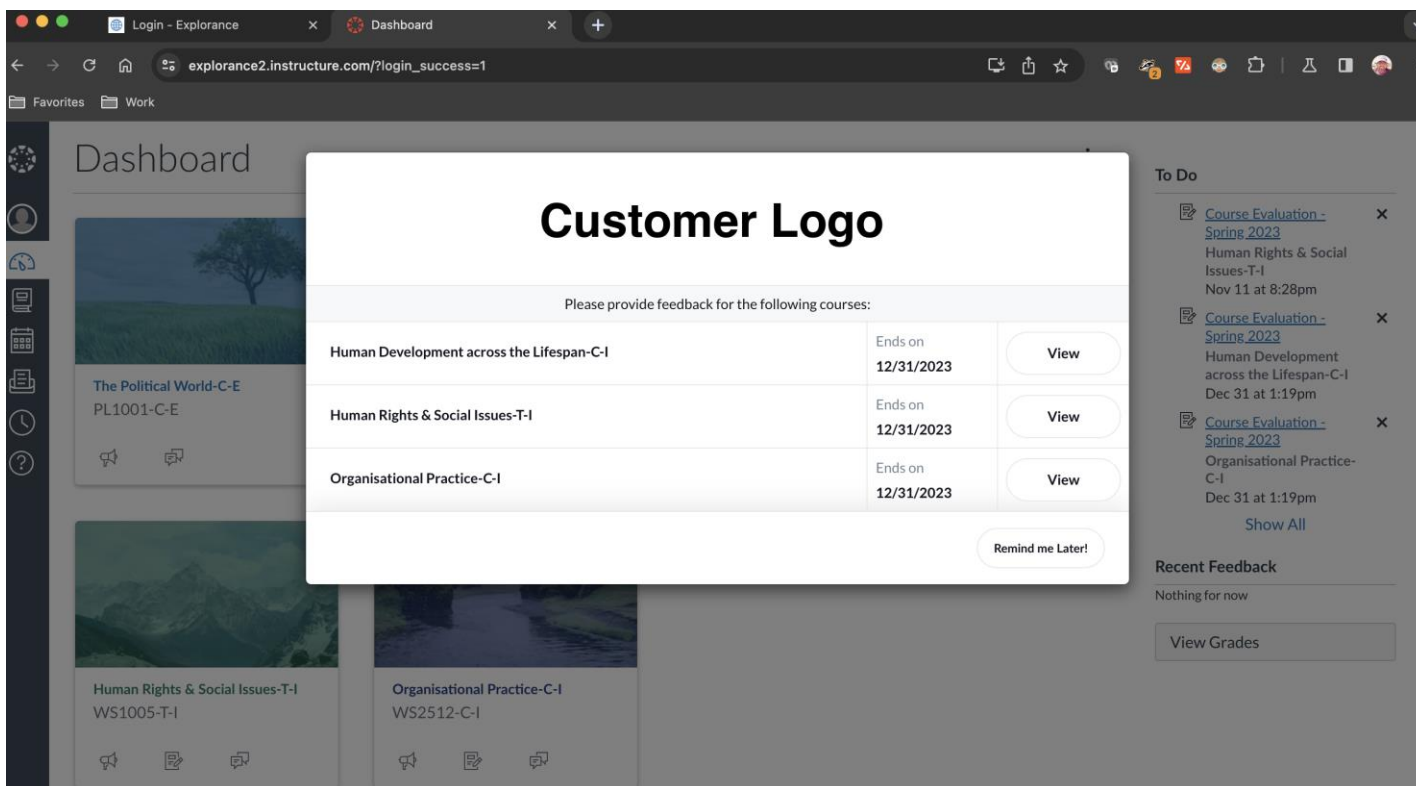 Login - Explorance
Dashboard
explorance2.instructure.com/?login_success=1
2
Favorites
Work
Dashboard
Customer Logo
Please provide feedback for the following courses:
Human Development across the Lifespan-C-I
Ends on
12/31/2023
View
Human Rights & Social Issues-T-I
Ends on
12/31/2023
View
Organisational Practice-C-I
Ends on
12/31/2023
View
Remind me Later!
The Political World-C-E
PL1001-C-E
Human Rights & Social Issues-T-I
WS1005-T-I
Organisational Practice-C-I
WS2512-C-I
To Do
Course Evaluation -
Spring 2023
Human Rights & Social
Issues-T-I
Nov 11 at 8:28pm
Course Evaluation -
Spring 2023
Human Development
across the Lifespan-C-I
Dec 31 at 1:19pm
Course Evaluation -
Spring 2023
Organisational Practice-
C-I
Dec 31 at 1:19pm
Show All
Recent Feedback
Nothing for now
View Grades